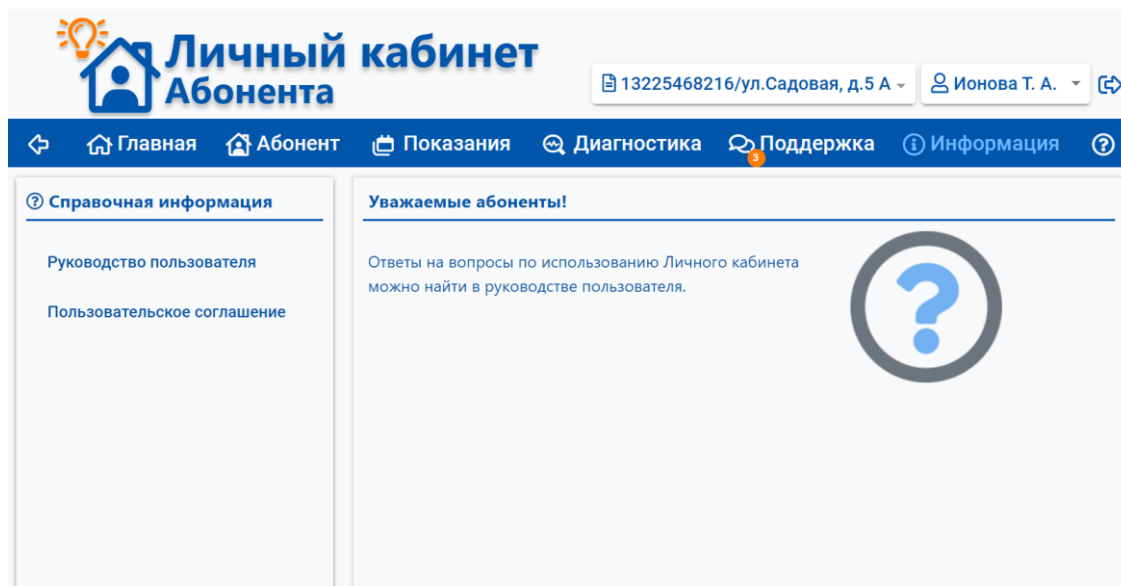 Личный кабинет
Абонента
13225468216/ул.Садовая, д.5 А
Ионова Т. А.
Главная Абонент Показания Диагностика Поддержка 3 Информация
Справочная информация
Руководство пользователя
Пользовательское соглашение
Уважаемые абоненты!
Ответы на вопросы по использованию Личного кабинета
можно найти в руководстве пользователя.